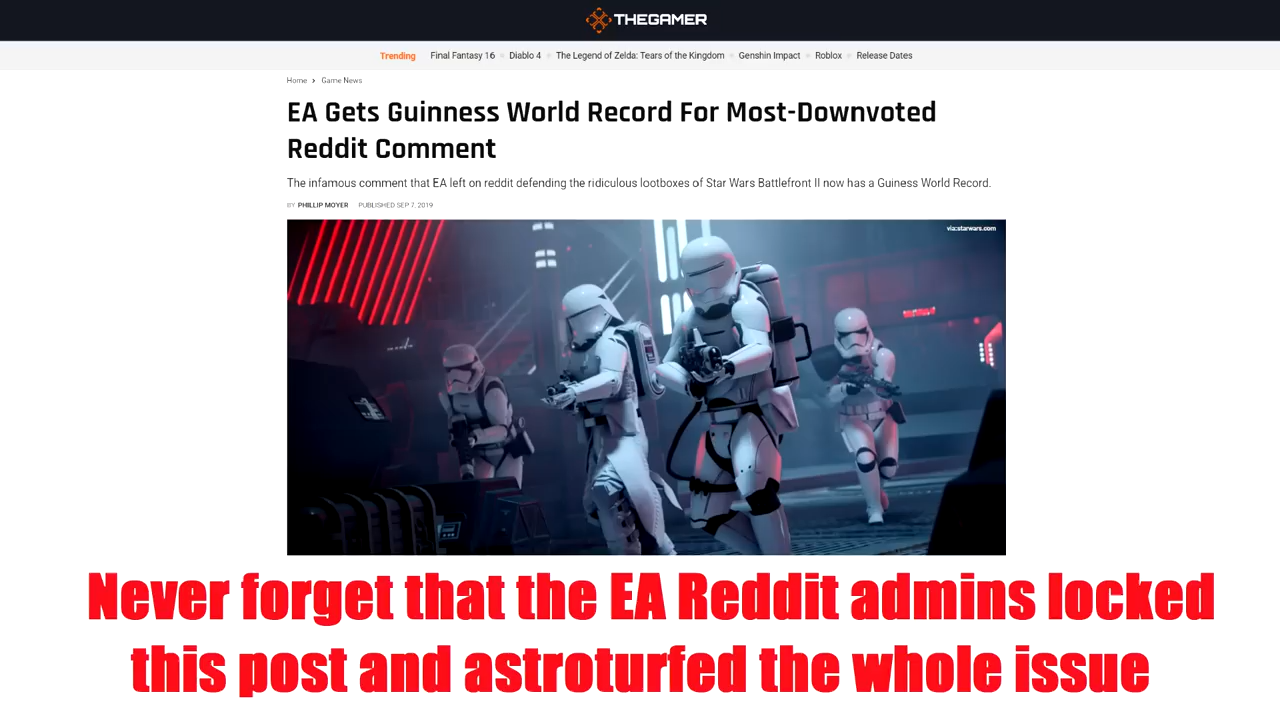 THEGAMER
Trending Final Fantasy 16 Diablo 4 The Legend of Zelda: Tears of the Kingdom Genshin Impact Roblox Release Dates
Home > Game News
EA Gets Guinness World Record For Most-Downvoted
Reddit Comment
The infamous comment that EA left on reddit defending the ridiculous lootboxes of Star Wars Battlefront II now has a Guiness World Record.
BY PHILLIP MOYER PUBLISHED SEP 7, 2019
via:starwars.com
Never forget that the EA Reddit admins locked
this post and astroturfed the whole issue